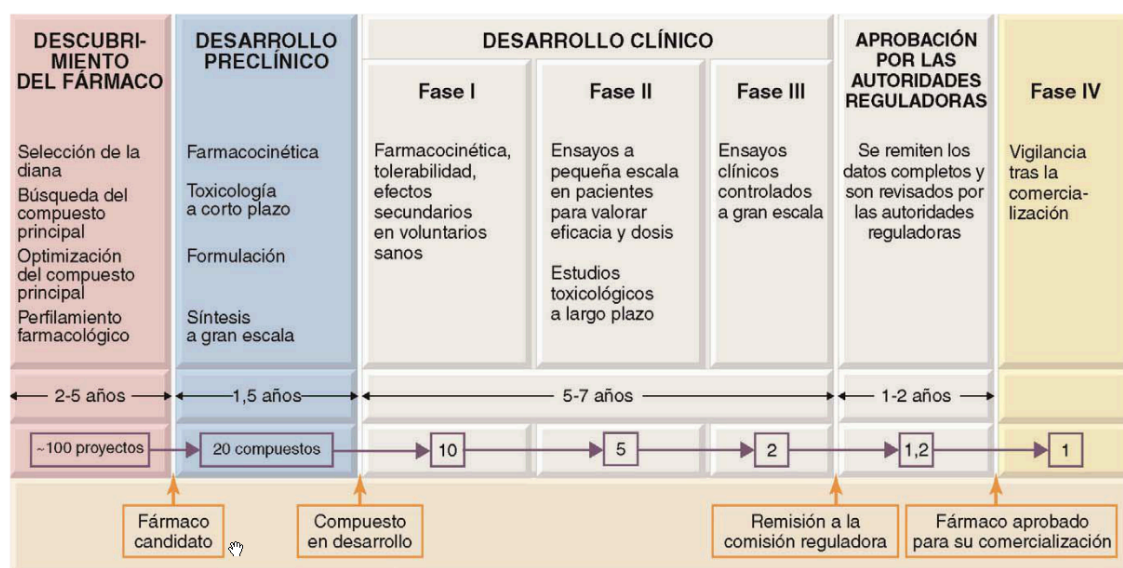 DESCUBRI-
MIENTO
DEL FÁRMACO
Selección de la
diana
Búsqueda del
compuesto
principal
Optimización
del compuesto
principal
Perfilamiento
farmacológico
DESARROLLO
PRECLÍNICO
Farmacocinética
Toxicología
a corto plazo
Formulación
Síntesis
a gran escala
DESARROLLO CLÍNICO
Fase I
Farmacocinética,
tolerabilidad,
efectos
secundarios
en voluntarios
sanos
Fase II
Ensayos a
pequeña escala
en pacientes
para valorar
eficacia y dosis
Estudios
toxicológicos
a largo plazo
Fase III
Ensayos
clínicos
controlados
a gran escala
APROBACIÓN
POR LAS
AUTORIDADES
REGULADORAS
Se remiten los
datos completos y
son revisados por
las autoridades
reguladoras
Fase IV
Vigilancia
tras la
comercia-
lización
2-5 años
1,5 años
5-7 años
1-2 años
~100 proyectos
20 compuestos
10
5
2
1,2
1
Fármaco
candidato
Compuesto
en desarrollo
Remisión a la
comisión reguladora
Fármaco aprobado
para su comercialización